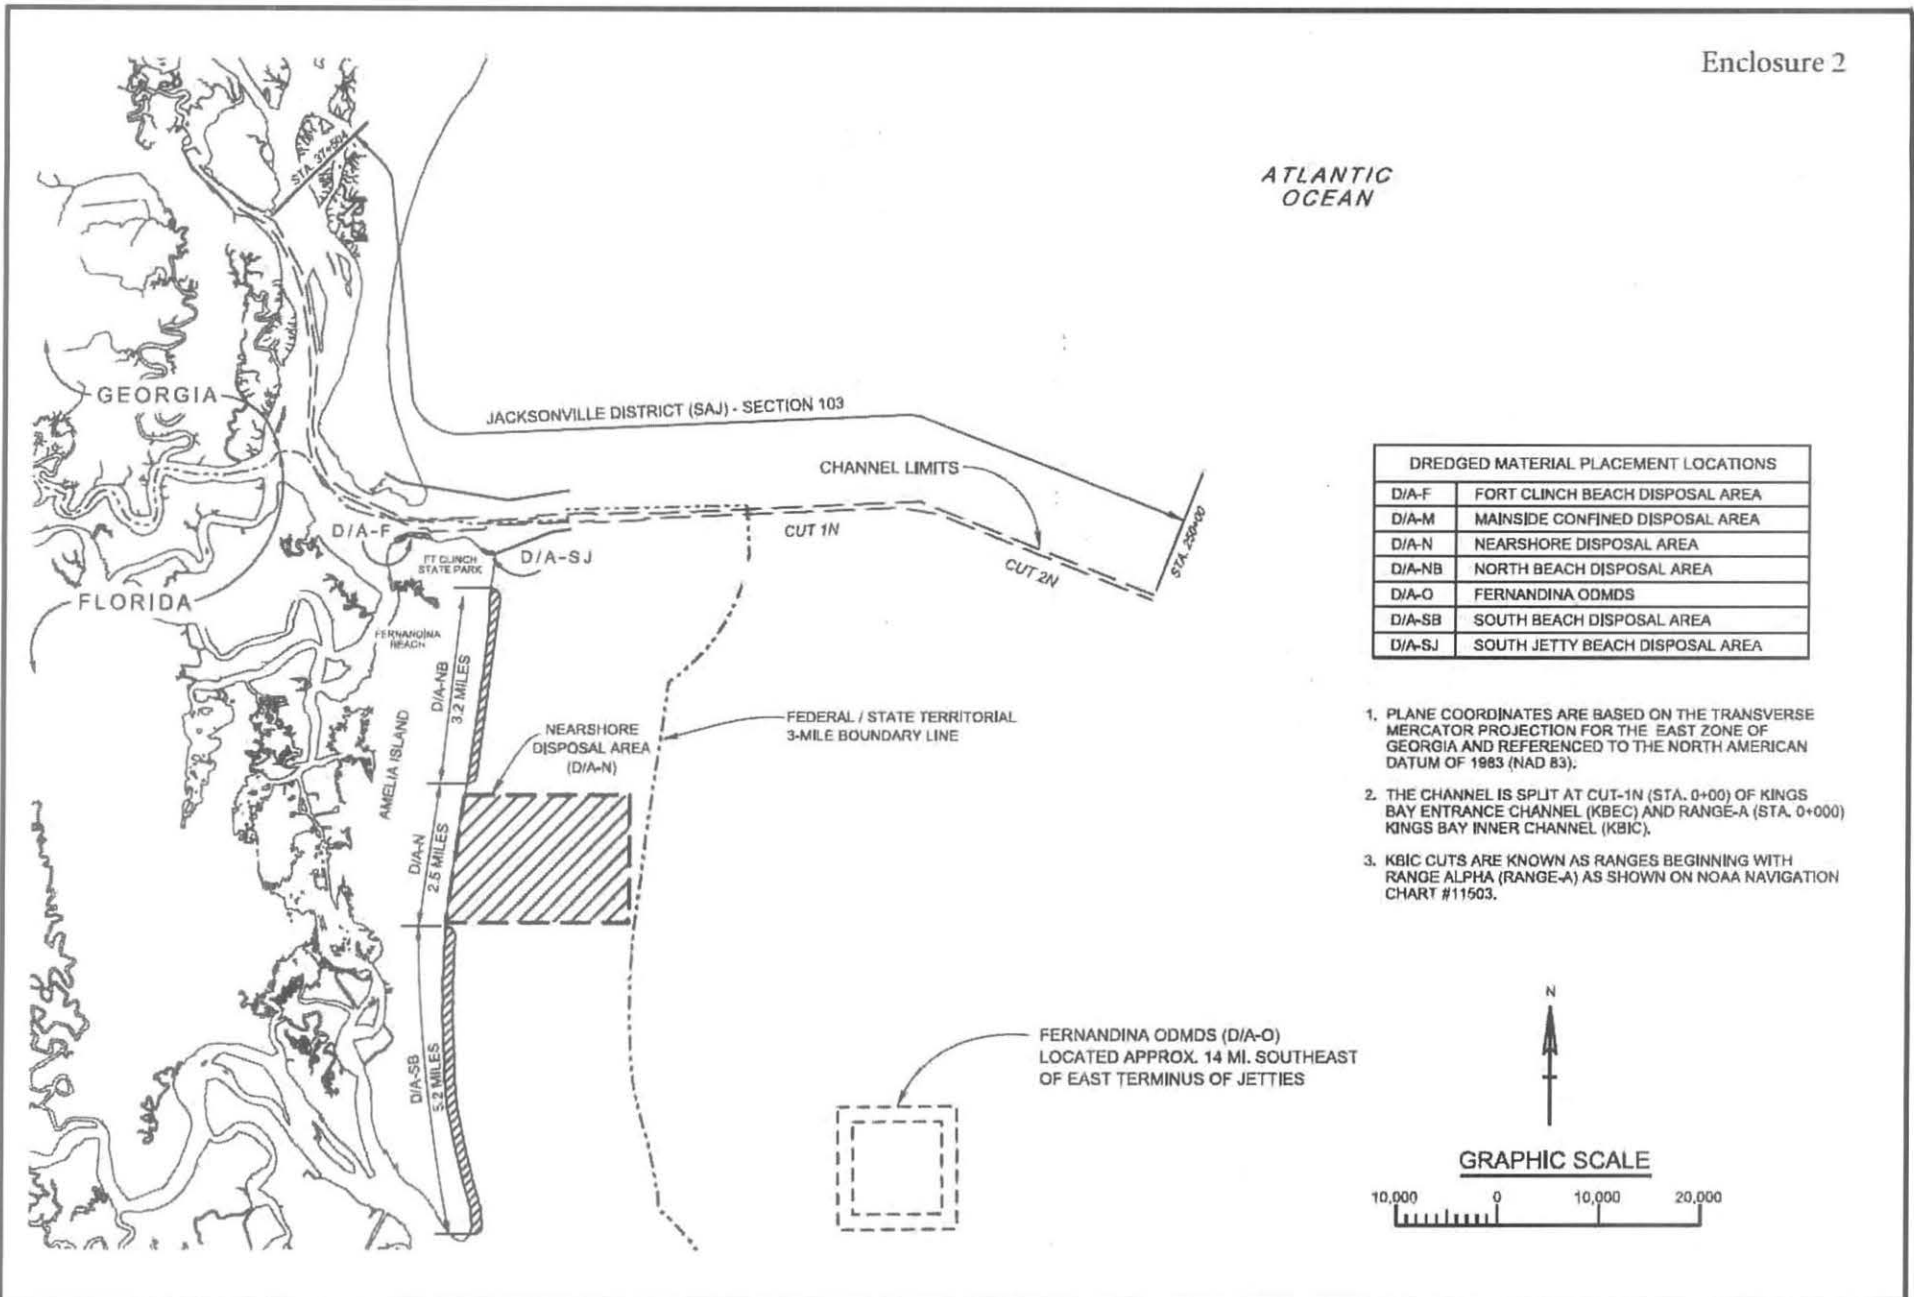 Enclosure 2
ATLANTIC
OCEAN
STA. 37+504
GEORGIA
JACKSONVILLE DISTRICT (SAJ) - SECTION 103
CHANNEL LIMITS
CUT 1N
CUT 2N
STA. 250+00
D/A-F
FT CLINCH
STATE PARK
D/A-SJ
FLORIDA
FERNANDINA
BEACH
D/A-NB
3.2 MILES
AMELIA ISLAND
NEARSHORE
DISPOSAL AREA
(D/A-N)
FEDERAL / STATE TERRITORIAL
3-MILE BOUNDARY LINE
D/A-N
2.5 MILES
D/A-SB
5.2 MILES
FERNANDINA ODMDS (D/A-O)
LOCATED APPROX. 14 MI. SOUTHEAST
OF EAST TERMINUS OF JETTIES
DREDGED MATERIAL PLACEMENT LOCATIONS
D/A-F FORT CLINCH BEACH DISPOSAL AREA
D/A-M MAINSIDE CONFINED DISPOSAL AREA
D/A-N NEARSHORE DISPOSAL AREA
D/A-NB NORTH BEACH DISPOSAL AREA
D/A-O FERNANDINA ODMDS
D/A-SB SOUTH BEACH DISPOSAL AREA
D/A-SJ SOUTH JETTY BEACH DISPOSAL AREA
1. PLANE COORDINATES ARE BASED ON THE TRANSVERSE
MERCATOR PROJECTION FOR THE EAST ZONE OF
GEORGIA AND REFERENCED TO THE NORTH AMERICAN
DATUM OF 1983 (NAD 83).
2. THE CHANNEL IS SPLIT AT CUT-1N (STA. 0+00) OF KINGS
BAY ENTRANCE CHANNEL (KBEC) AND RANGE-A (STA. 0+000)
KINGS BAY INNER CHANNEL (KBIC).
3. KBIC CUTS ARE KNOWN AS RANGES BEGINNING WITH
RANGE ALPHA (RANGE-A) AS SHOWN ON NOAA NAVIGATION
CHART #11503.
N
GRAPHIC SCALE
10,000 0 10,000 20,000